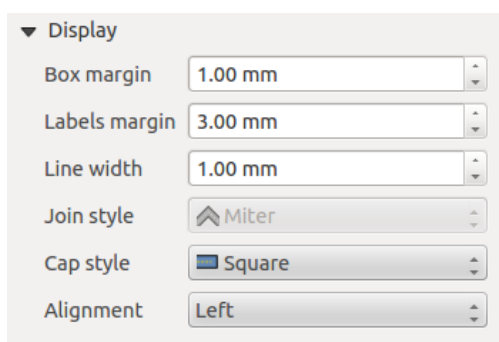 Display
Box margin 1.00 mm
Labels margin 3.00 mm
Line width 1.00 mm
Join style Miter
Cap style Square
Alignment Left